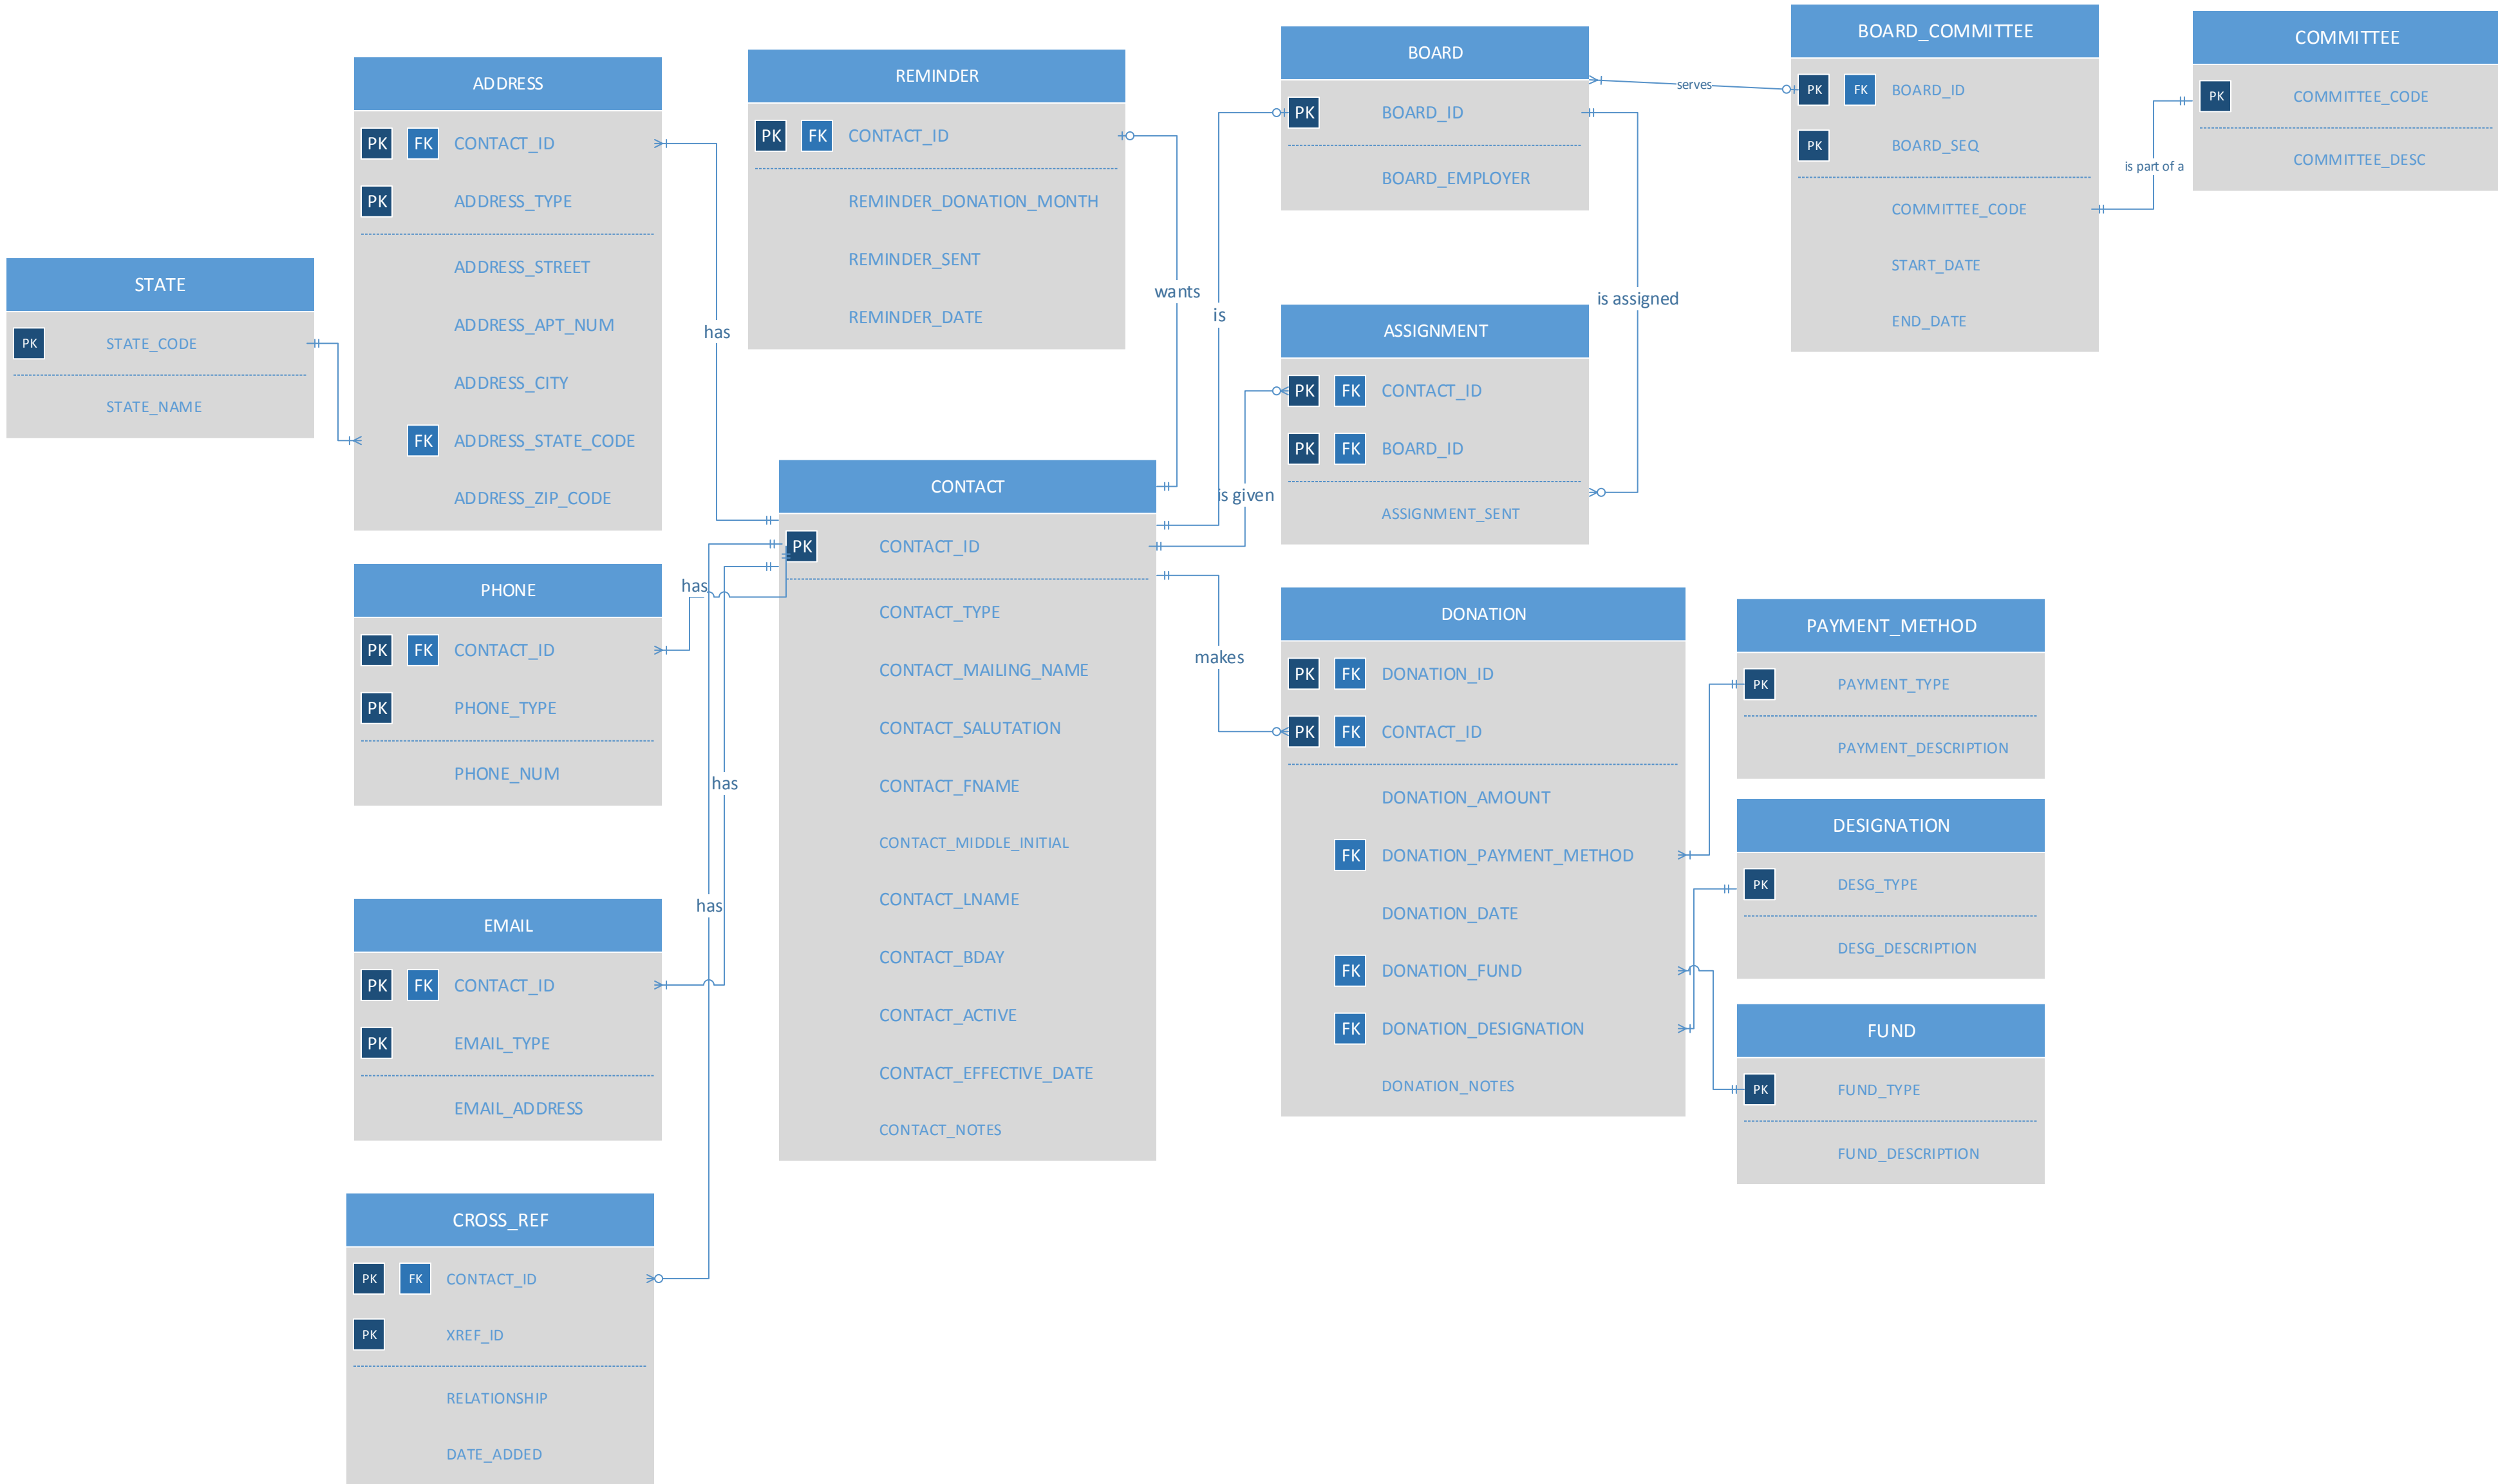 STATE
PK STATE_CODE
STATE_NAME
ADDRESS
PK FK CONTACT_ID
PK ADDRESS_TYPE
ADDRESS_STREET
ADDRESS_APT_NUM
ADDRESS_CITY
FK ADDRESS_STATE_CODE
ADDRESS_ZIP_CODE
PHONE
PK FK CONTACT_ID
PK PHONE_TYPE
PHONE_NUM
EMAIL
PK FK CONTACT_ID
PK EMAIL_TYPE
EMAIL_ADDRESS
CROSS_REF
PK FK CONTACT_ID
PK XREF_ID
RELATIONSHIP
DATE_ADDED
has
has
has
has
REMINDER
PK FK CONTACT_ID
REMINDER_DONATION_MONTH
REMINDER_SENT
REMINDER_DATE
CONTACT
PK CONTACT_ID
CONTACT_TYPE
CONTACT_MAILING_NAME
CONTACT_SALUTATION
CONTACT_FNAME
CONTACT_MIDDLE_INITIAL
CONTACT_LNAME
CONTACT_BDAY
CONTACT_ACTIVE
CONTACT_EFFECTIVE_DATE
CONTACT_NOTES
wants
is
is given
makes
BOARD
PK BOARD_ID
BOARD_EMPLOYER
ASSIGNMENT
PK FK CONTACT_ID
PK FK BOARD_ID
ASSIGNMENT_SENT
DONATION
PK FK DONATION_ID
PK FK CONTACT_ID
DONATION_AMOUNT
FK DONATION_PAYMENT_METHOD
DONATION_DATE
FK DONATION_FUND
FK DONATION_DESIGNATION
DONATION_NOTES
serves
is assigned
BOARD_COMMITTEE
PK FK BOARD_ID
PK BOARD_SEQ
COMMITTEE_CODE
START_DATE
END_DATE
is part of a
COMMITTEE
PK COMMITTEE_CODE
COMMITTEE_DESC
PAYMENT_METHOD
PK PAYMENT_TYPE
PAYMENT_DESCRIPTION
DESIGNATION
PK DESG_TYPE
DESG_DESCRIPTION
FUND
PK FUND_TYPE
FUND_DESCRIPTION